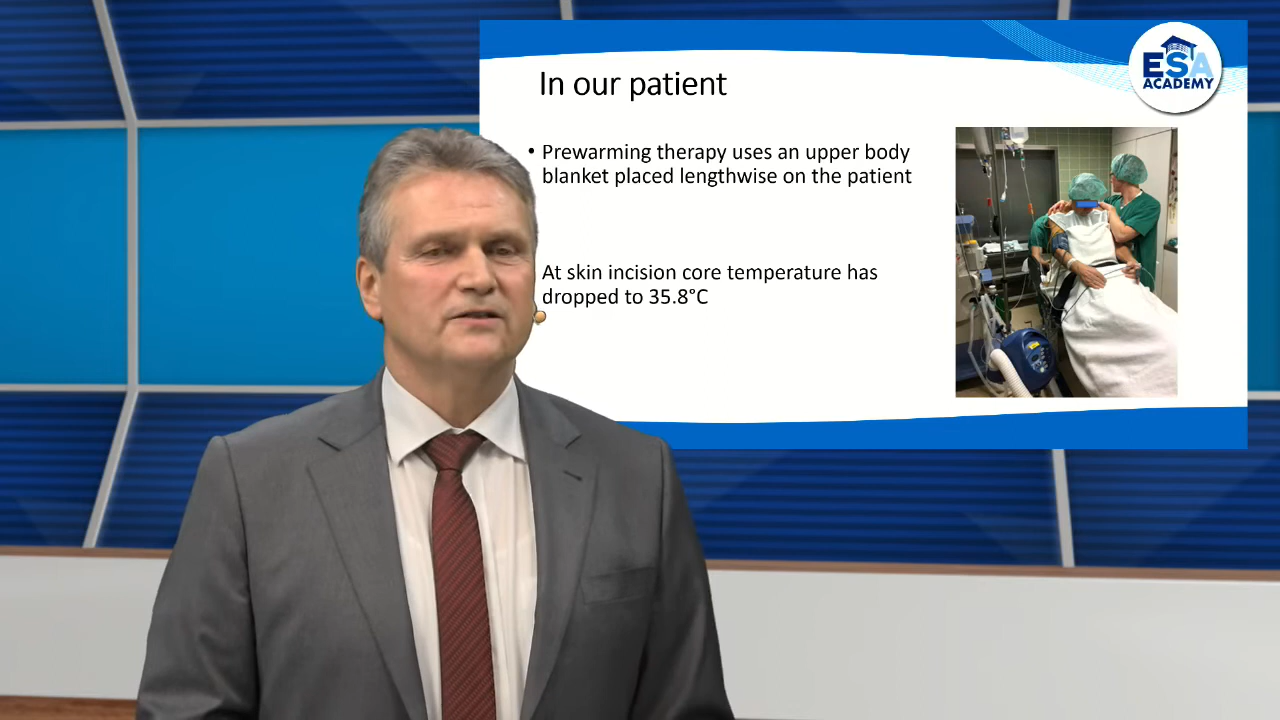 In our patient
• Prewarming therapy uses an upper body
blanket placed lengthwise on the patient
At skin incision core temperature has
dropped to 35.8°C
ESA
ACADEMY